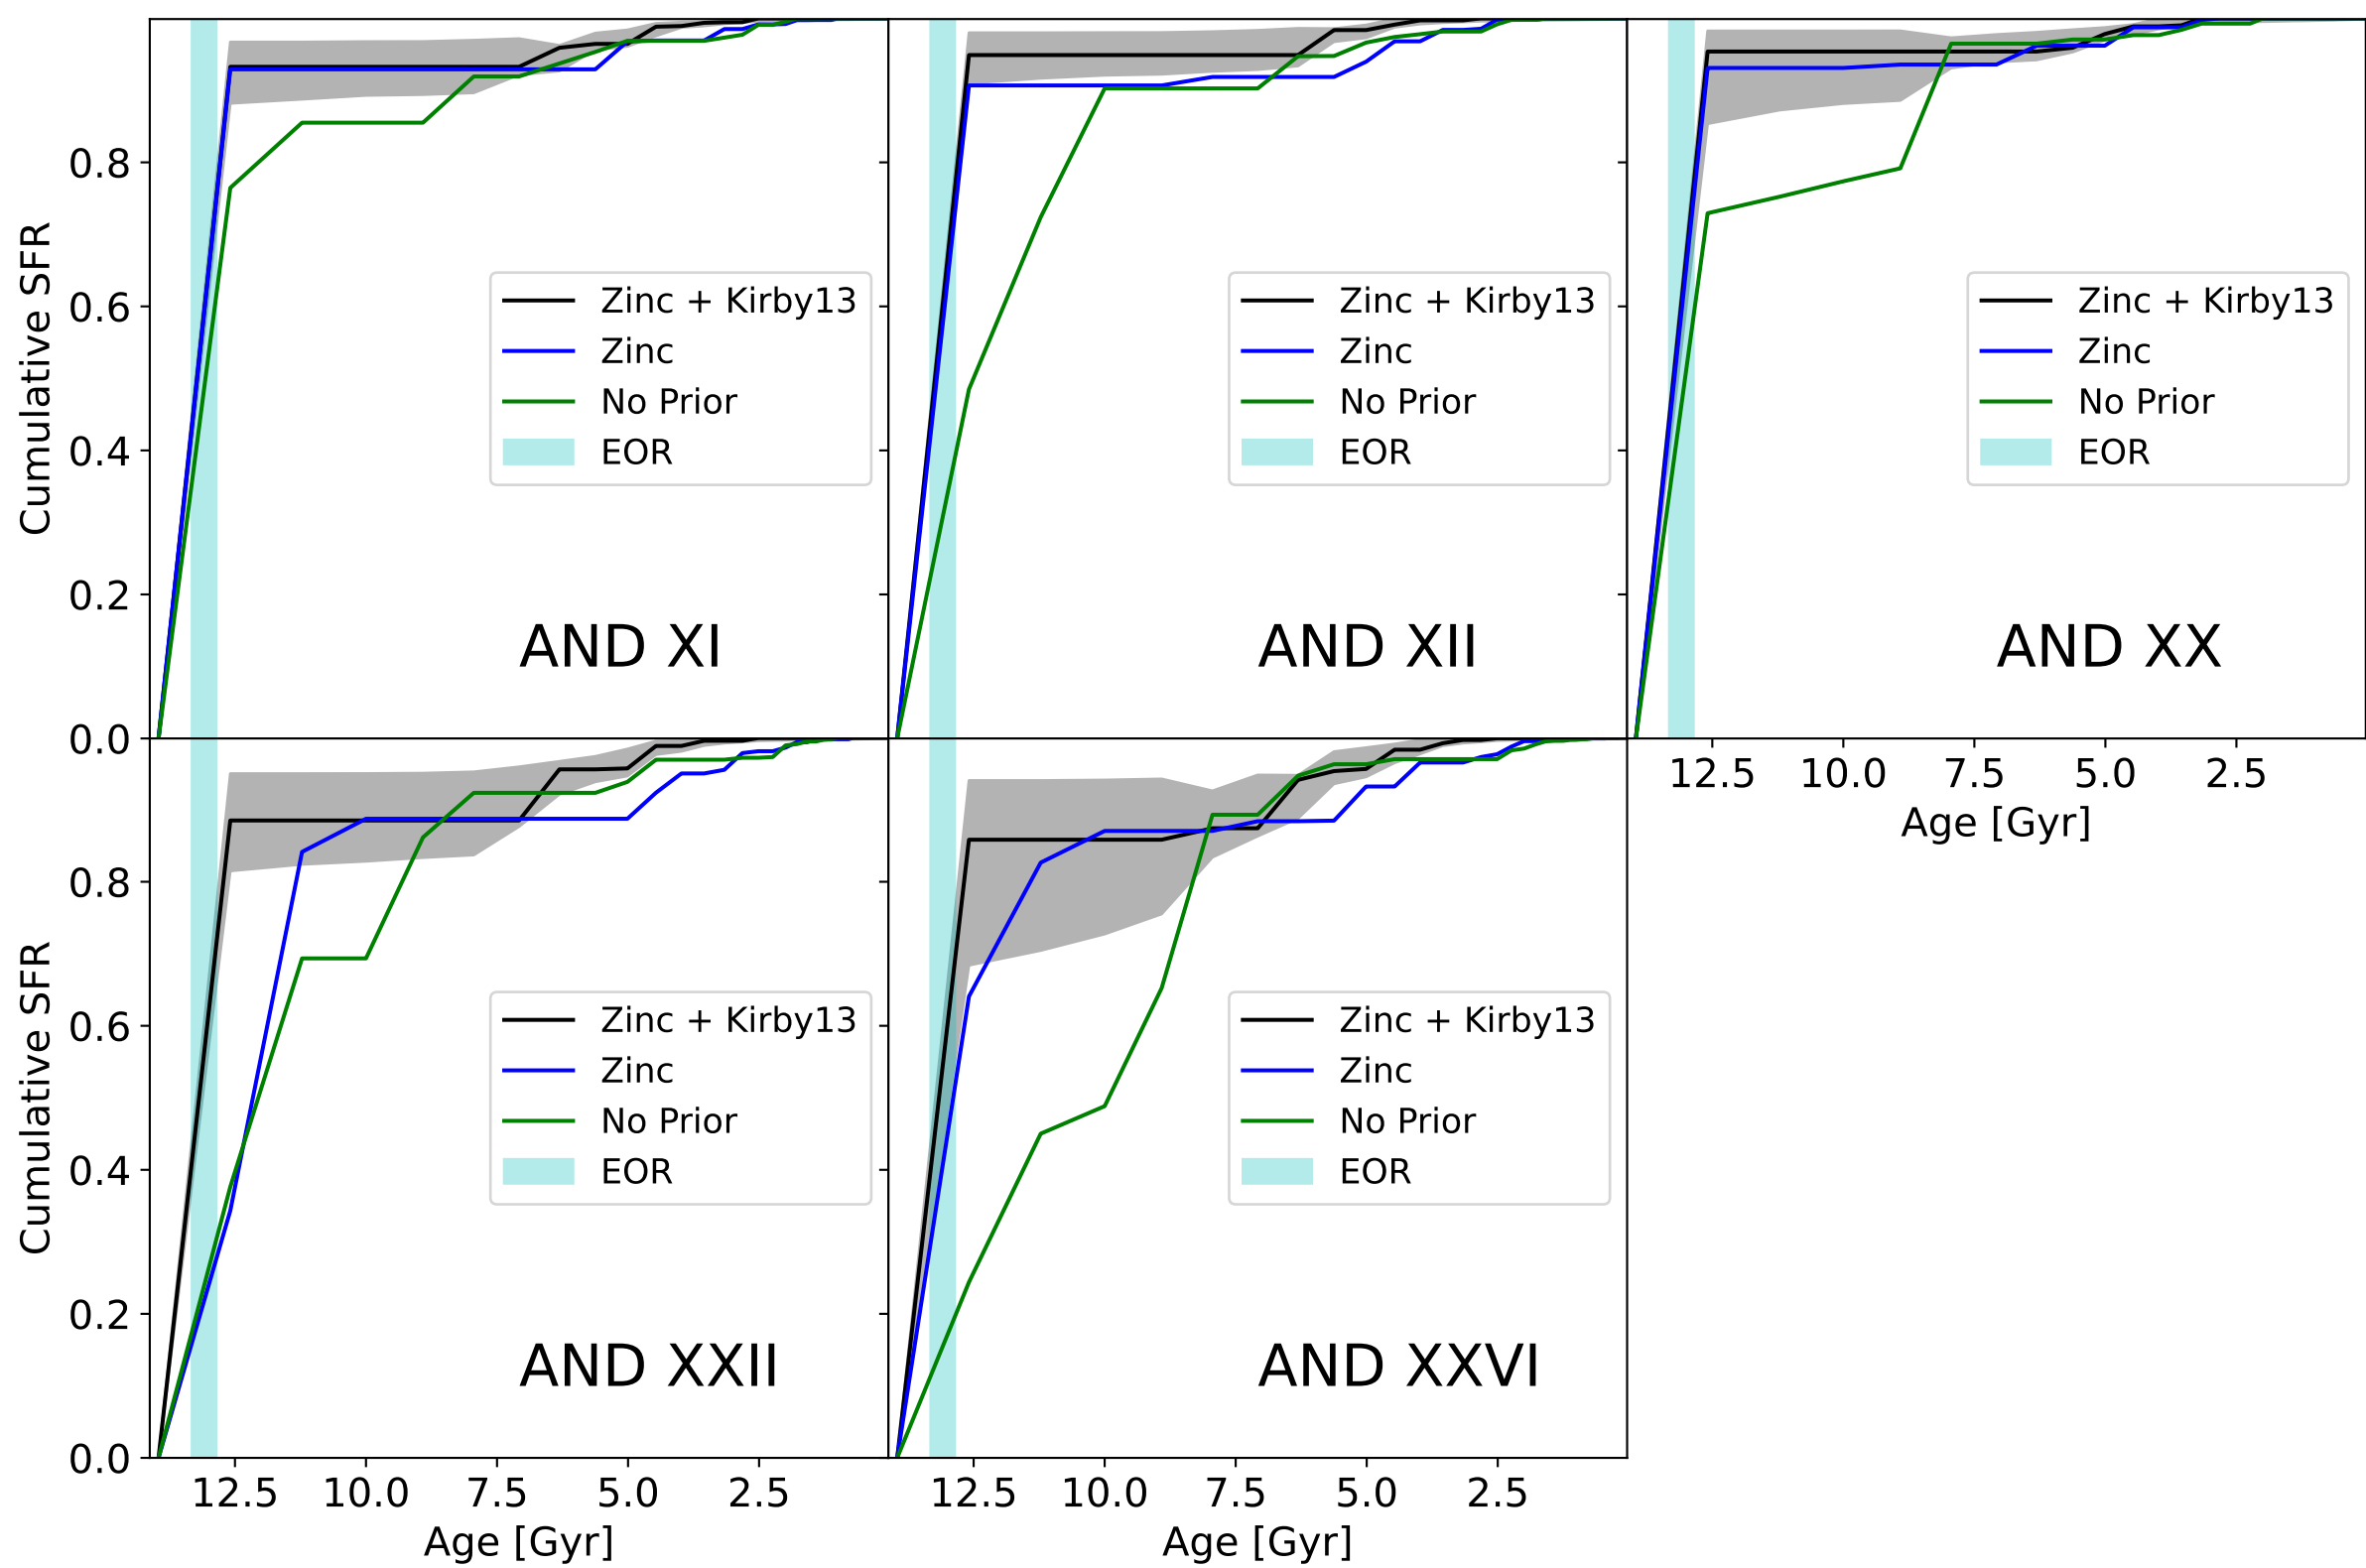 Cumulative SFR
0.8
0.6
0.4
0.2
0.0
Zinc + Kirby13
Zinc
No Prior
EOR
AND XI
Zinc + Kirby13
Zinc
No Prior
EOR
AND XII
Zinc + Kirby13
Zinc
No Prior
EOR
AND XX
12.5 10.0 7.5 5.0 2.5
Age [Gyr]
Cumulative SFR
0.8
0.6
0.4
0.2
0.0
Zinc + Kirby13
Zinc
No Prior
EOR
AND XXII
12.5 10.0 7.5 5.0 2.5
Age [Gyr]
Zinc + Kirby13
Zinc
No Prior
EOR
AND XXVI
12.5 10.0 7.5 5.0 2.5
Age [Gyr]